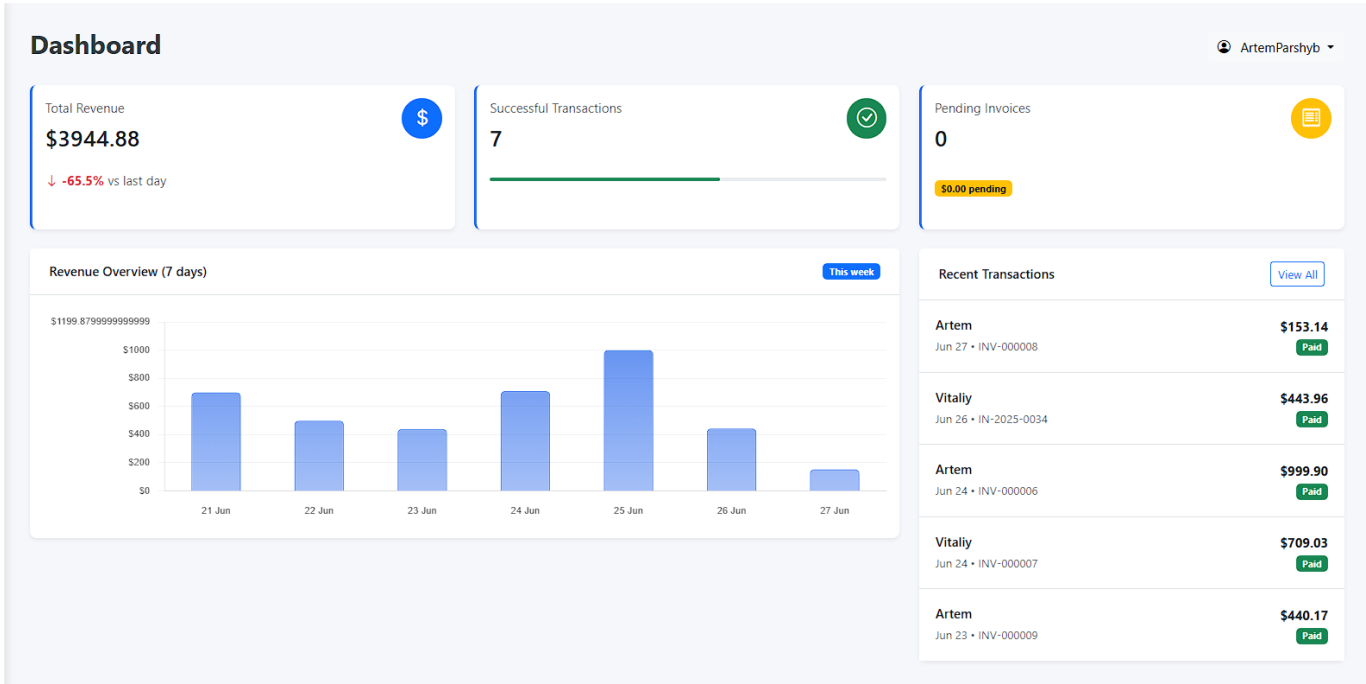 Dashboard
ArtemParshyb
Total Revenue
$3944.88
↓ -65.5% vs last day
Successful Transactions
7
Pending Invoices
0
$0.00 pending
Revenue Overview (7 days)
This week
$1199.8799999999999
$1000
$800
$600
$400
$200
$0
21 Jun
22 Jun
23 Jun
24 Jun
25 Jun
26 Jun
27 Jun
Recent Transactions
View All
Artem
$153.14
Jun 27 • INV-000008
Paid
Vitaliy
$443.96
Jun 26 • IN-2025-0034
Paid
Artem
$999.90
Jun 24 • INV-000006
Paid
Vitaliy
$709.03
Jun 24 • INV-000007
Paid
Artem
$440.17
Jun 23 • INV-000009
Paid